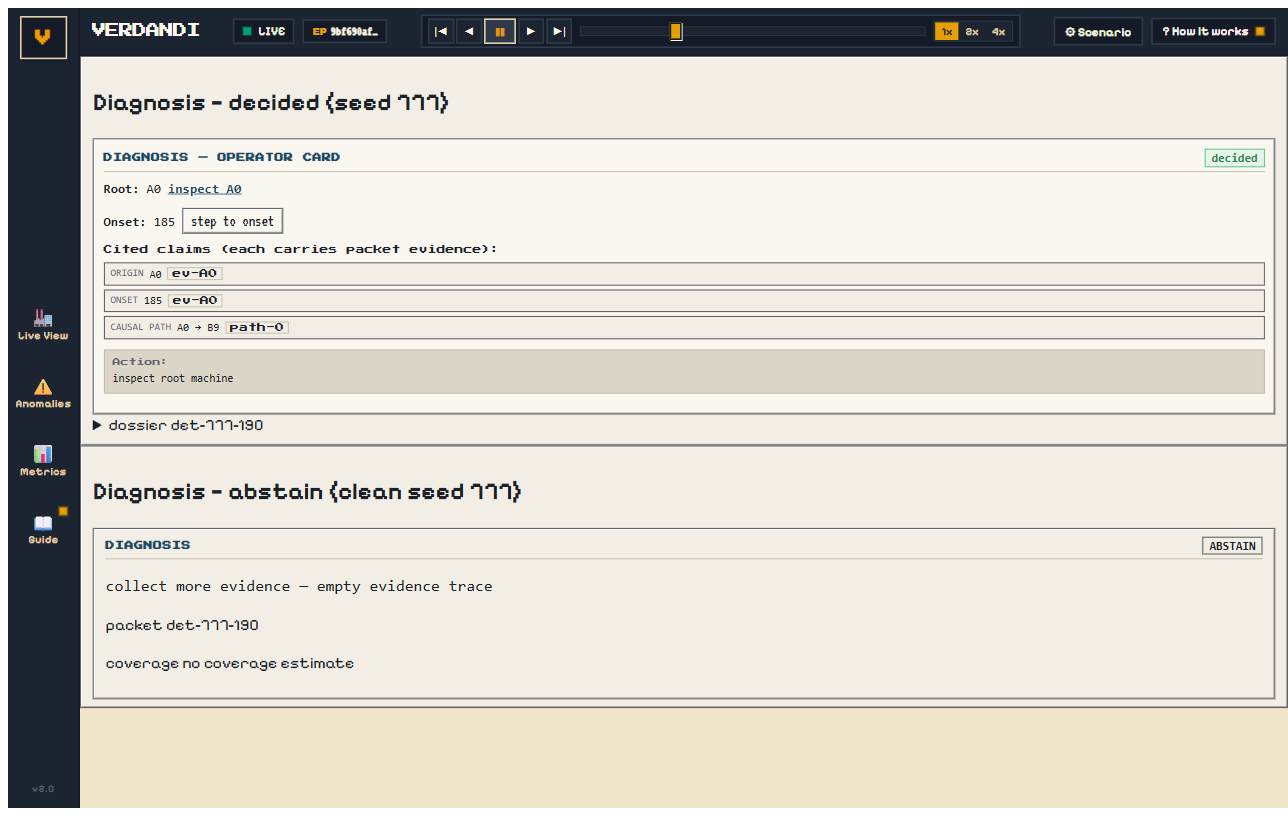 V
VERDANDI
LIVE
EP 9bf690af…
1x 2x 4x
⚙ Scenario
? How it works
Live View
Anomalies
Metrics
Guide
v8.0
Diagnosis - decided (seed 777)
DIAGNOSIS — OPERATOR CARD
decided
Root: A0 inspect A0
Onset: 185 step to onset
Cited claims (each carries packet evidence):
ORIGIN A0 ev-A0
ONSET 185 ev-A0
CAUSAL PATH A0 → B9 path-0
Action:
inspect root machine
▶ dossier det-777-190
Diagnosis - abstain (clean seed 777)
DIAGNOSIS
ABSTAIN
collect more evidence — empty evidence trace
packet det-777-190
coverage no coverage estimate